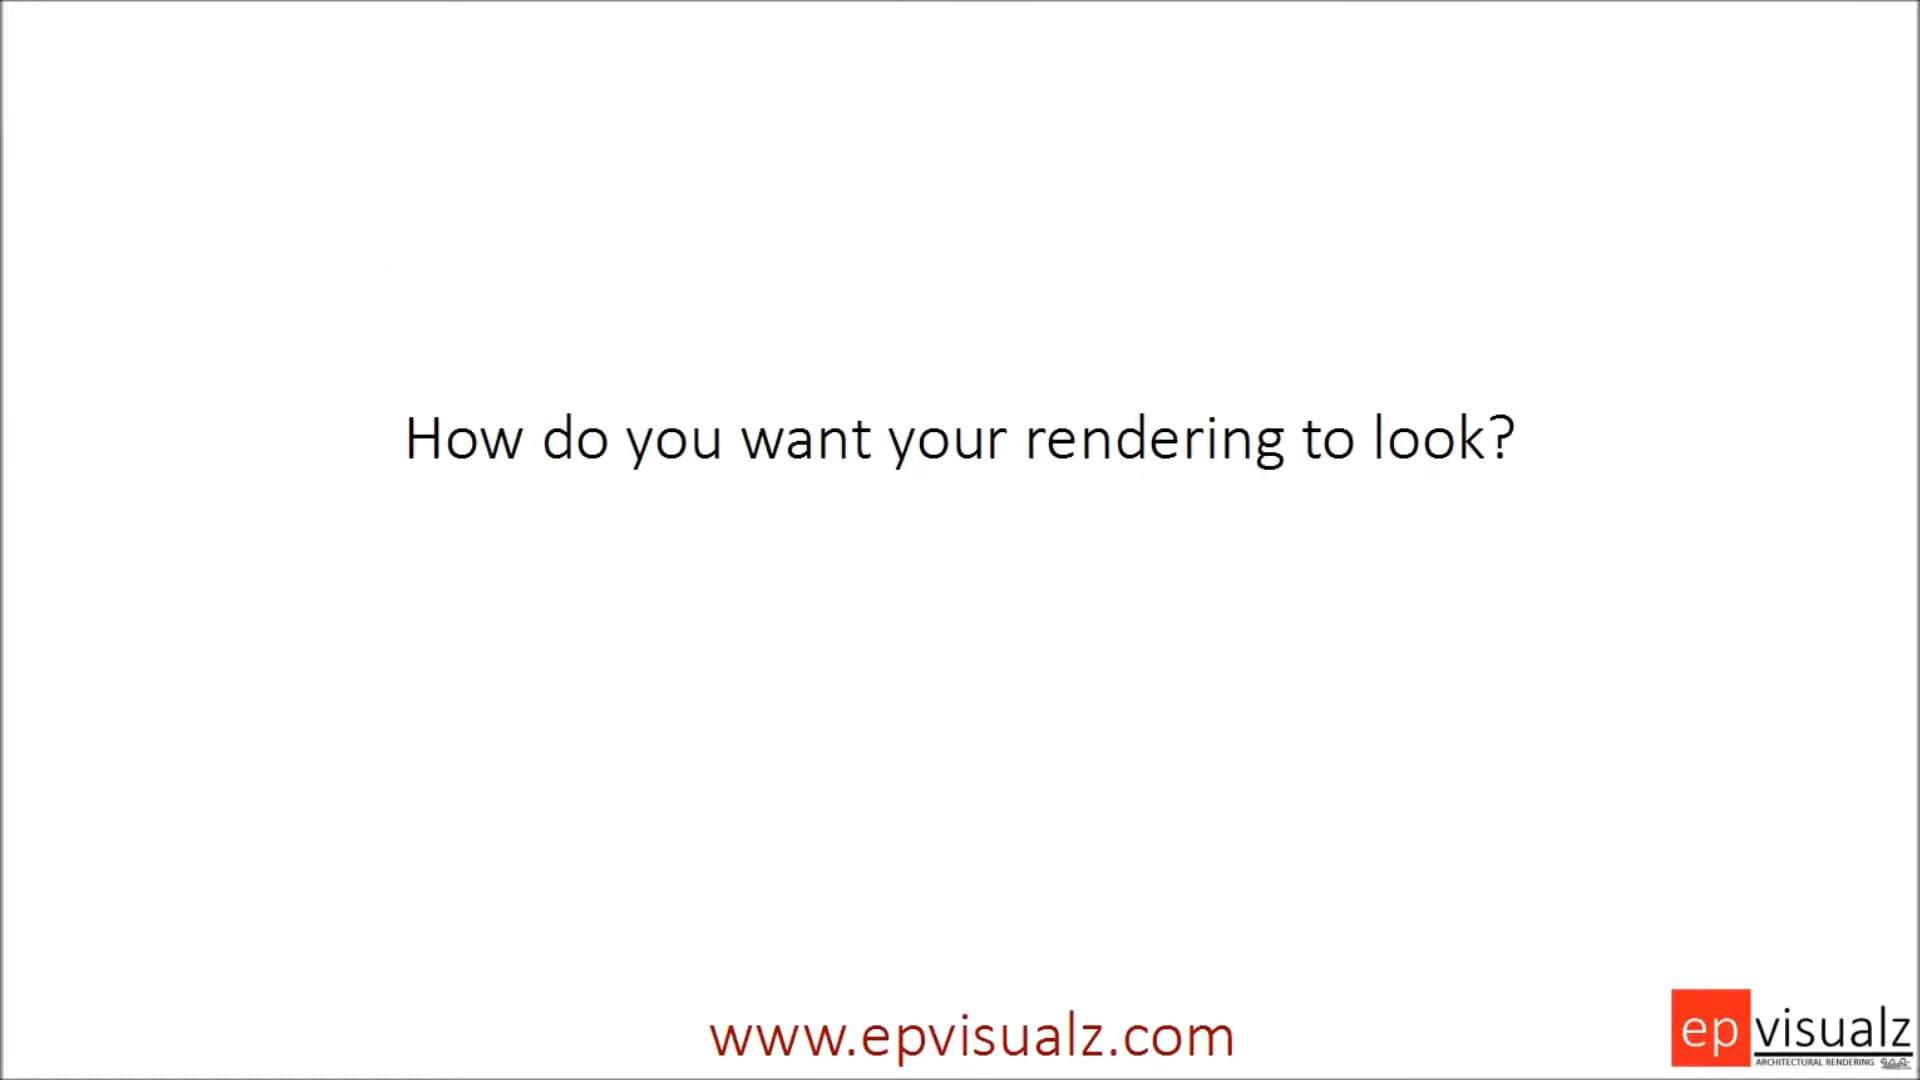 How do you want your rendering to look?
www.epvisualz.com
ep visualz
ARCHITECTURAL RENDERING